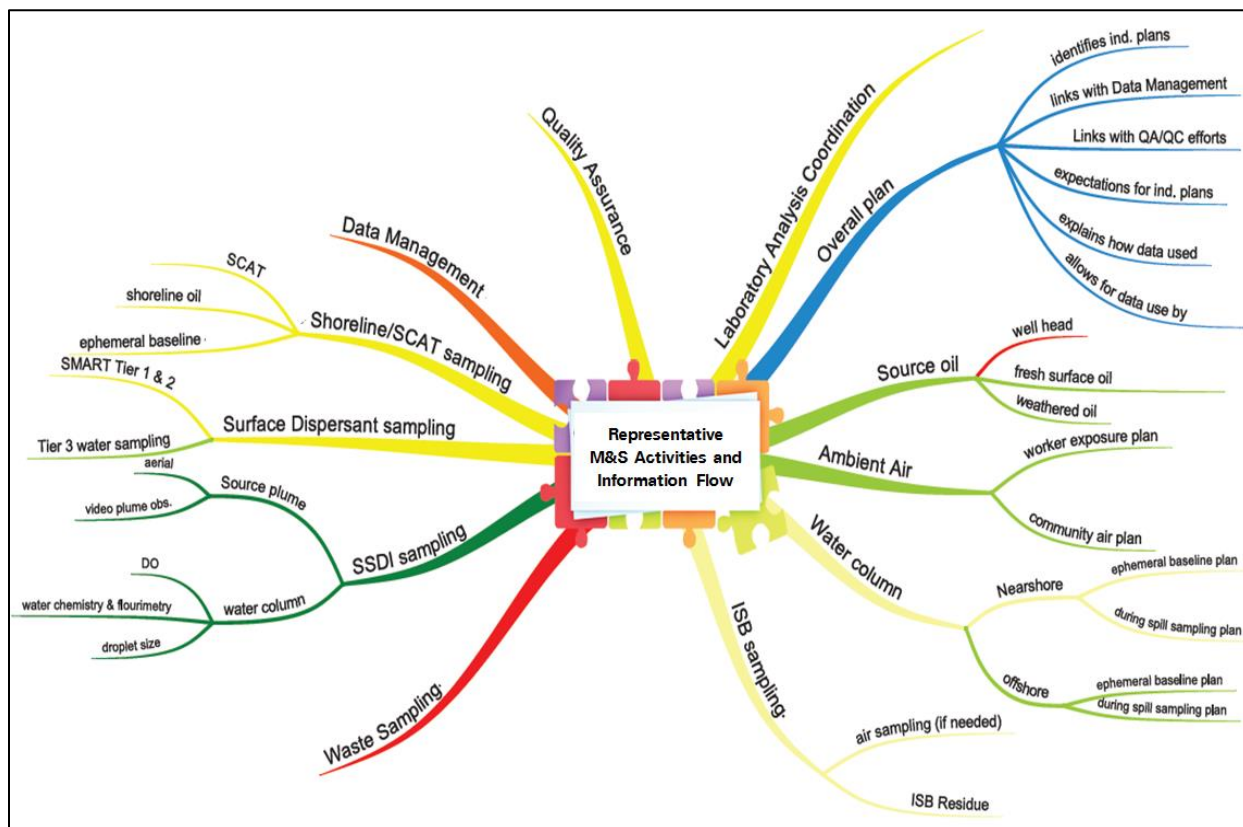 Representative
M&S Activities and
Information Flow
Laboratory Analysis Coordination
Overall plan
identifies ind. plans
links with Data Management
Links with QA/QC efforts
expectations for ind. plans
explains how data used
allows for data use by
Source oil
well head
fresh surface oil
weathered oil
Ambient Air
worker exposure plan
community air plan
Water column
Nearshore
ephemeral baseline plan
during spill sampling plan
offshore
ephemeral baseline plan
during spill sampling plan
ISB sampling.
air sampling (if needed)
ISB Residue
Waste Sampling.
SSDI sampling
Source plume
aerial
video plume obs.
water column
DO
water chemistry & flourimetry
droplet size
Surface Dispersant sampling
SMART Tier 1 & 2
Tier 3 water sampling
Shoreline/SCAT sampling
SCAT
shoreline oil
ephemeral baseline
Data Management
Quality Assurance